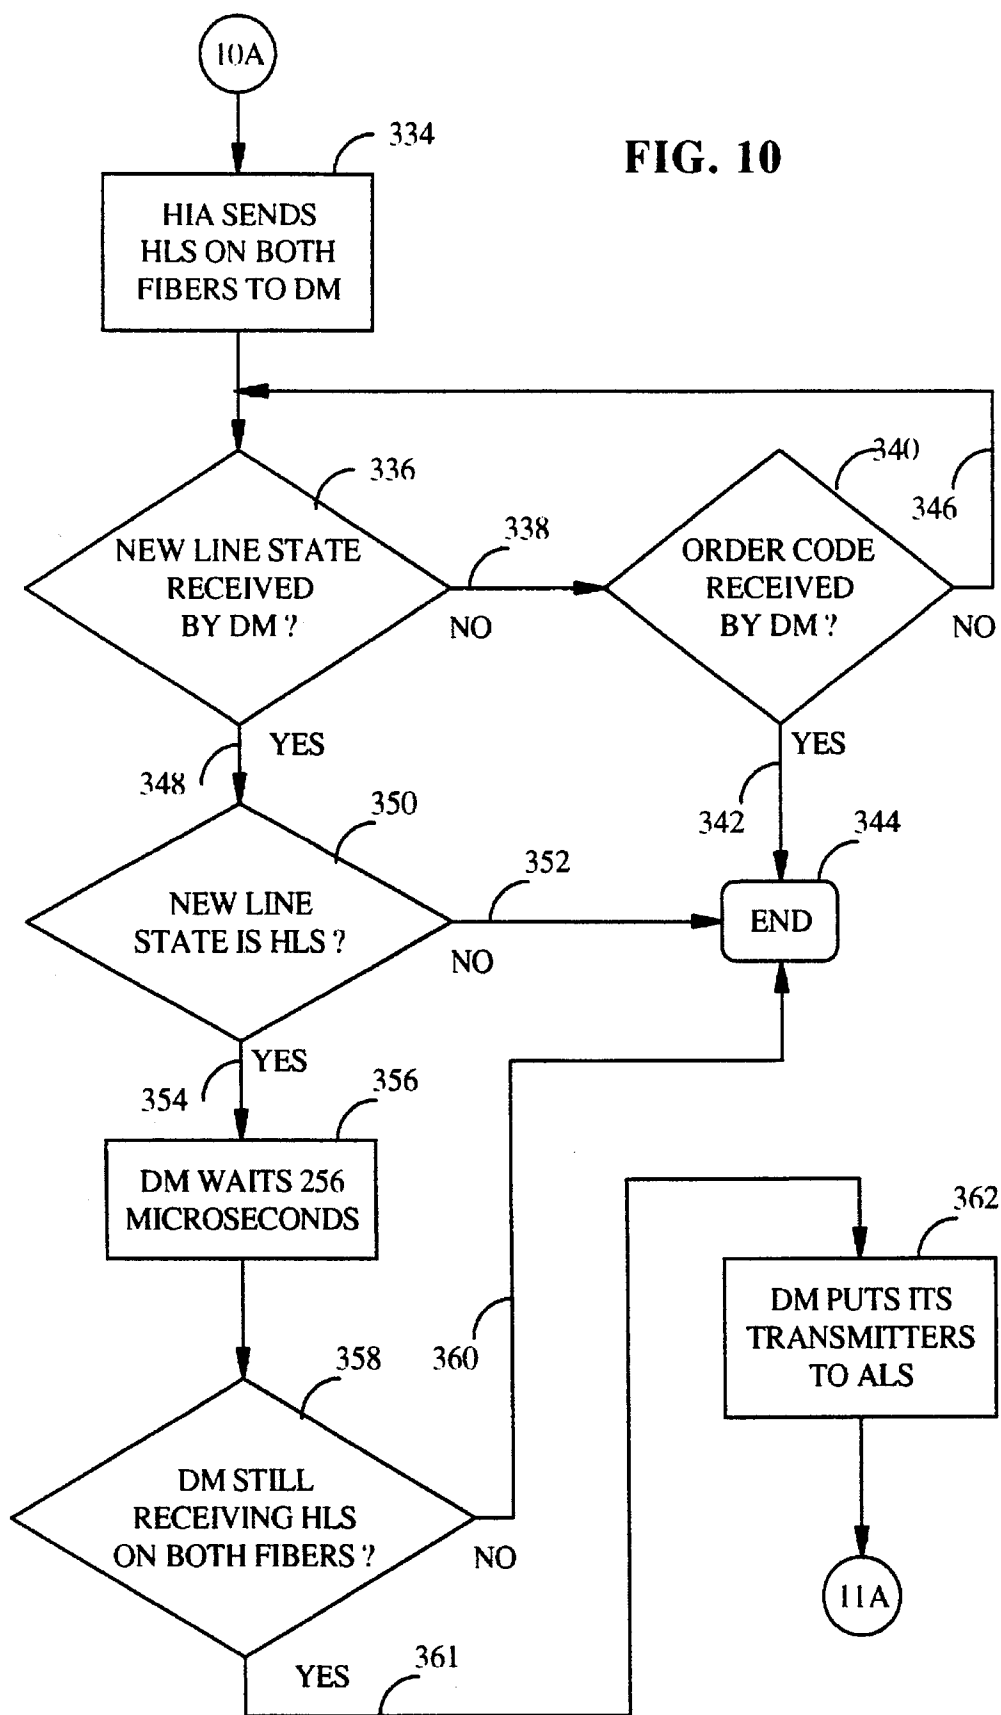 10A
334
FIG. 10
HIA SENDS
HLS ON BOTH
FIBERS TO DM
336
340
346
NEW LINE STATE
RECEIVED
BY DM ?
338
NO
ORDER CODE
RECEIVED
BY DM ?
NO
YES
348
YES
342
344
350
352
NEW LINE
STATE IS HLS ?
NO
END
YES
354
356
DM WAITS 256
MICROSECONDS
362
DM PUTS ITS
TRANSMITTERS
TO ALS
358
360
DM STILL
RECEIVING HLS
ON BOTH FIBERS ?
NO
11A
YES
361